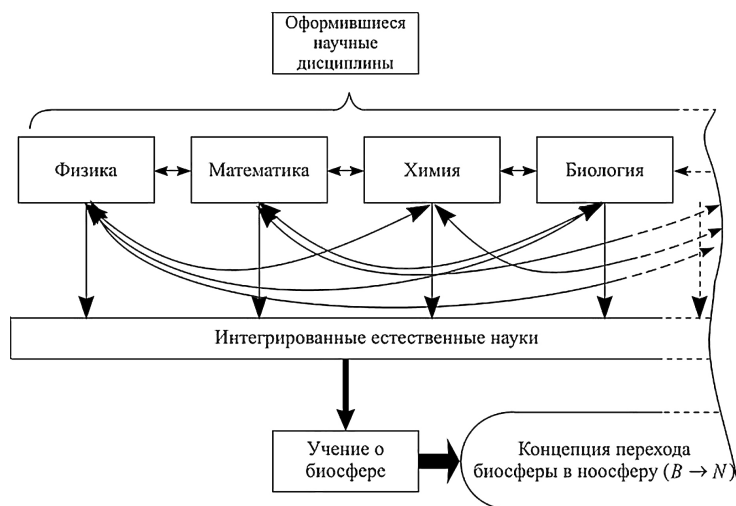 Оформившиеся
научные
дисциплины
Физика
Математика
Химия
Биология
Интегрированные естественные науки
Учение о
биосфере
Концепция перехода
биосферы в ноосферу (B → N)